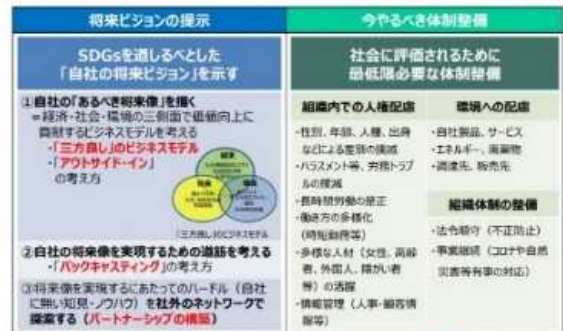 将来ビジョンの提示
SDGsを道しるべとした
「自社の将来ビジョン」を示す
①自社の「あるべき将来像」を描く
=経済・社会・環境の三側面で価値向上に
貢献するビジネスモデルを考える
・「三方良し」のビジネスモデル
・「アウトサイド・イン」
の考え方
経済
社会
環境
「三方良し」のビジネスモデル
②自社の将来像を実現するための道筋を考える
・「バックキャスティング」の考え方
③将来像を実現するにあたってのハードル（自社
に無い知見・ノウハウ）を社外のネットワークで
探索する（パートナーシップの構築）
今やるべき体制整備
社会に評価されるために
最低限必要な体制整備
組織内での人権配慮
・性別、年齢、人種、出身
などによる差別の撲滅
・ハラスメント等、労務トラブ
ルの撲滅
・長時間労働の是正
・働き方の多様化
（時短勤務等）
・多様な人材（女性、高齢
者、外国人、障がい者
等）の活躍
・情報管理（人事・顧客情
報等）
環境への配慮
・自社製品、サービス
・エネルギー、廃棄物
・調達先、販売先
組織体制の整備
・法令順守（不正防止）
・事業継続（コロナや自然
災害等有事の対応）